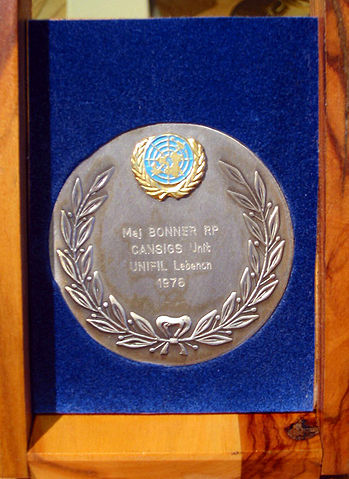 Maj BONNER RP
CANSIGS Unit
UNIFIL Lebanon
1978